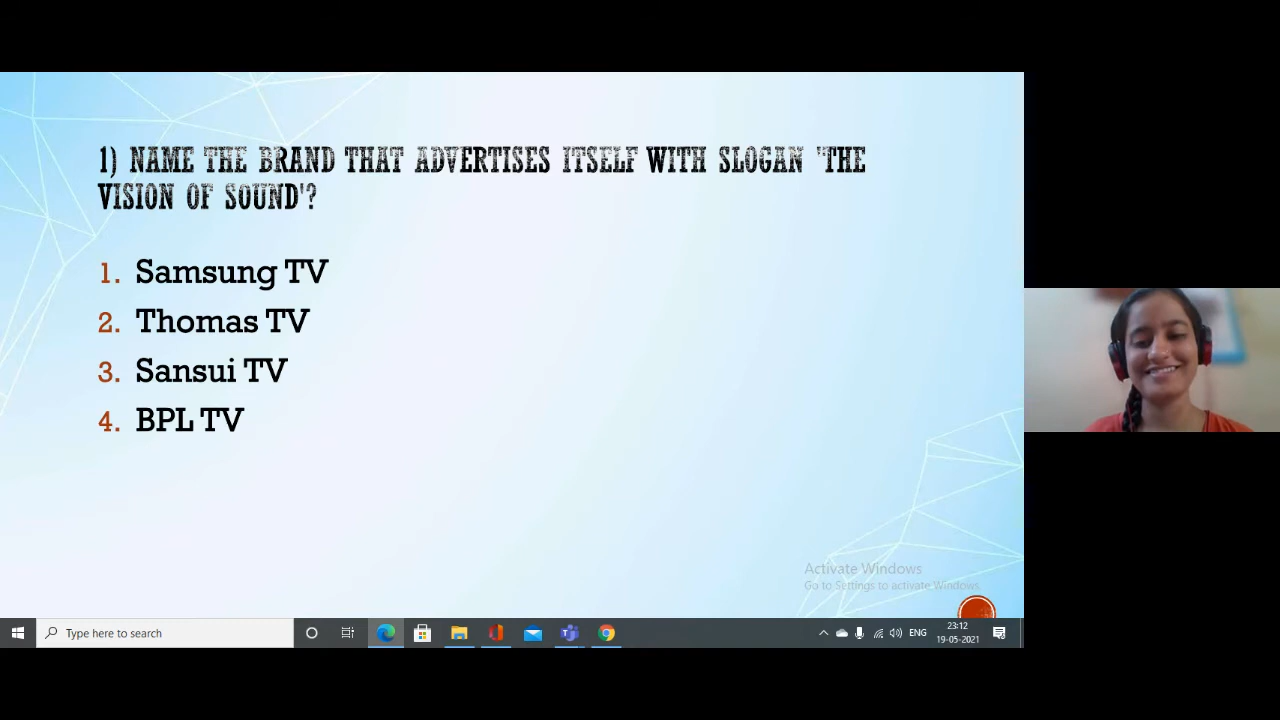 1) NAME THE BRAND THAT ADVERTISES ITSELF WITH SLOGAN 'THE
VISION OF SOUND'?
1. Samsung TV
2. Thomas TV
3. Sansui TV
4. BPL TV
Activate Windows
Go to Settings to activate Windows.
Type here to search
ENG
23:12
19-05-2021